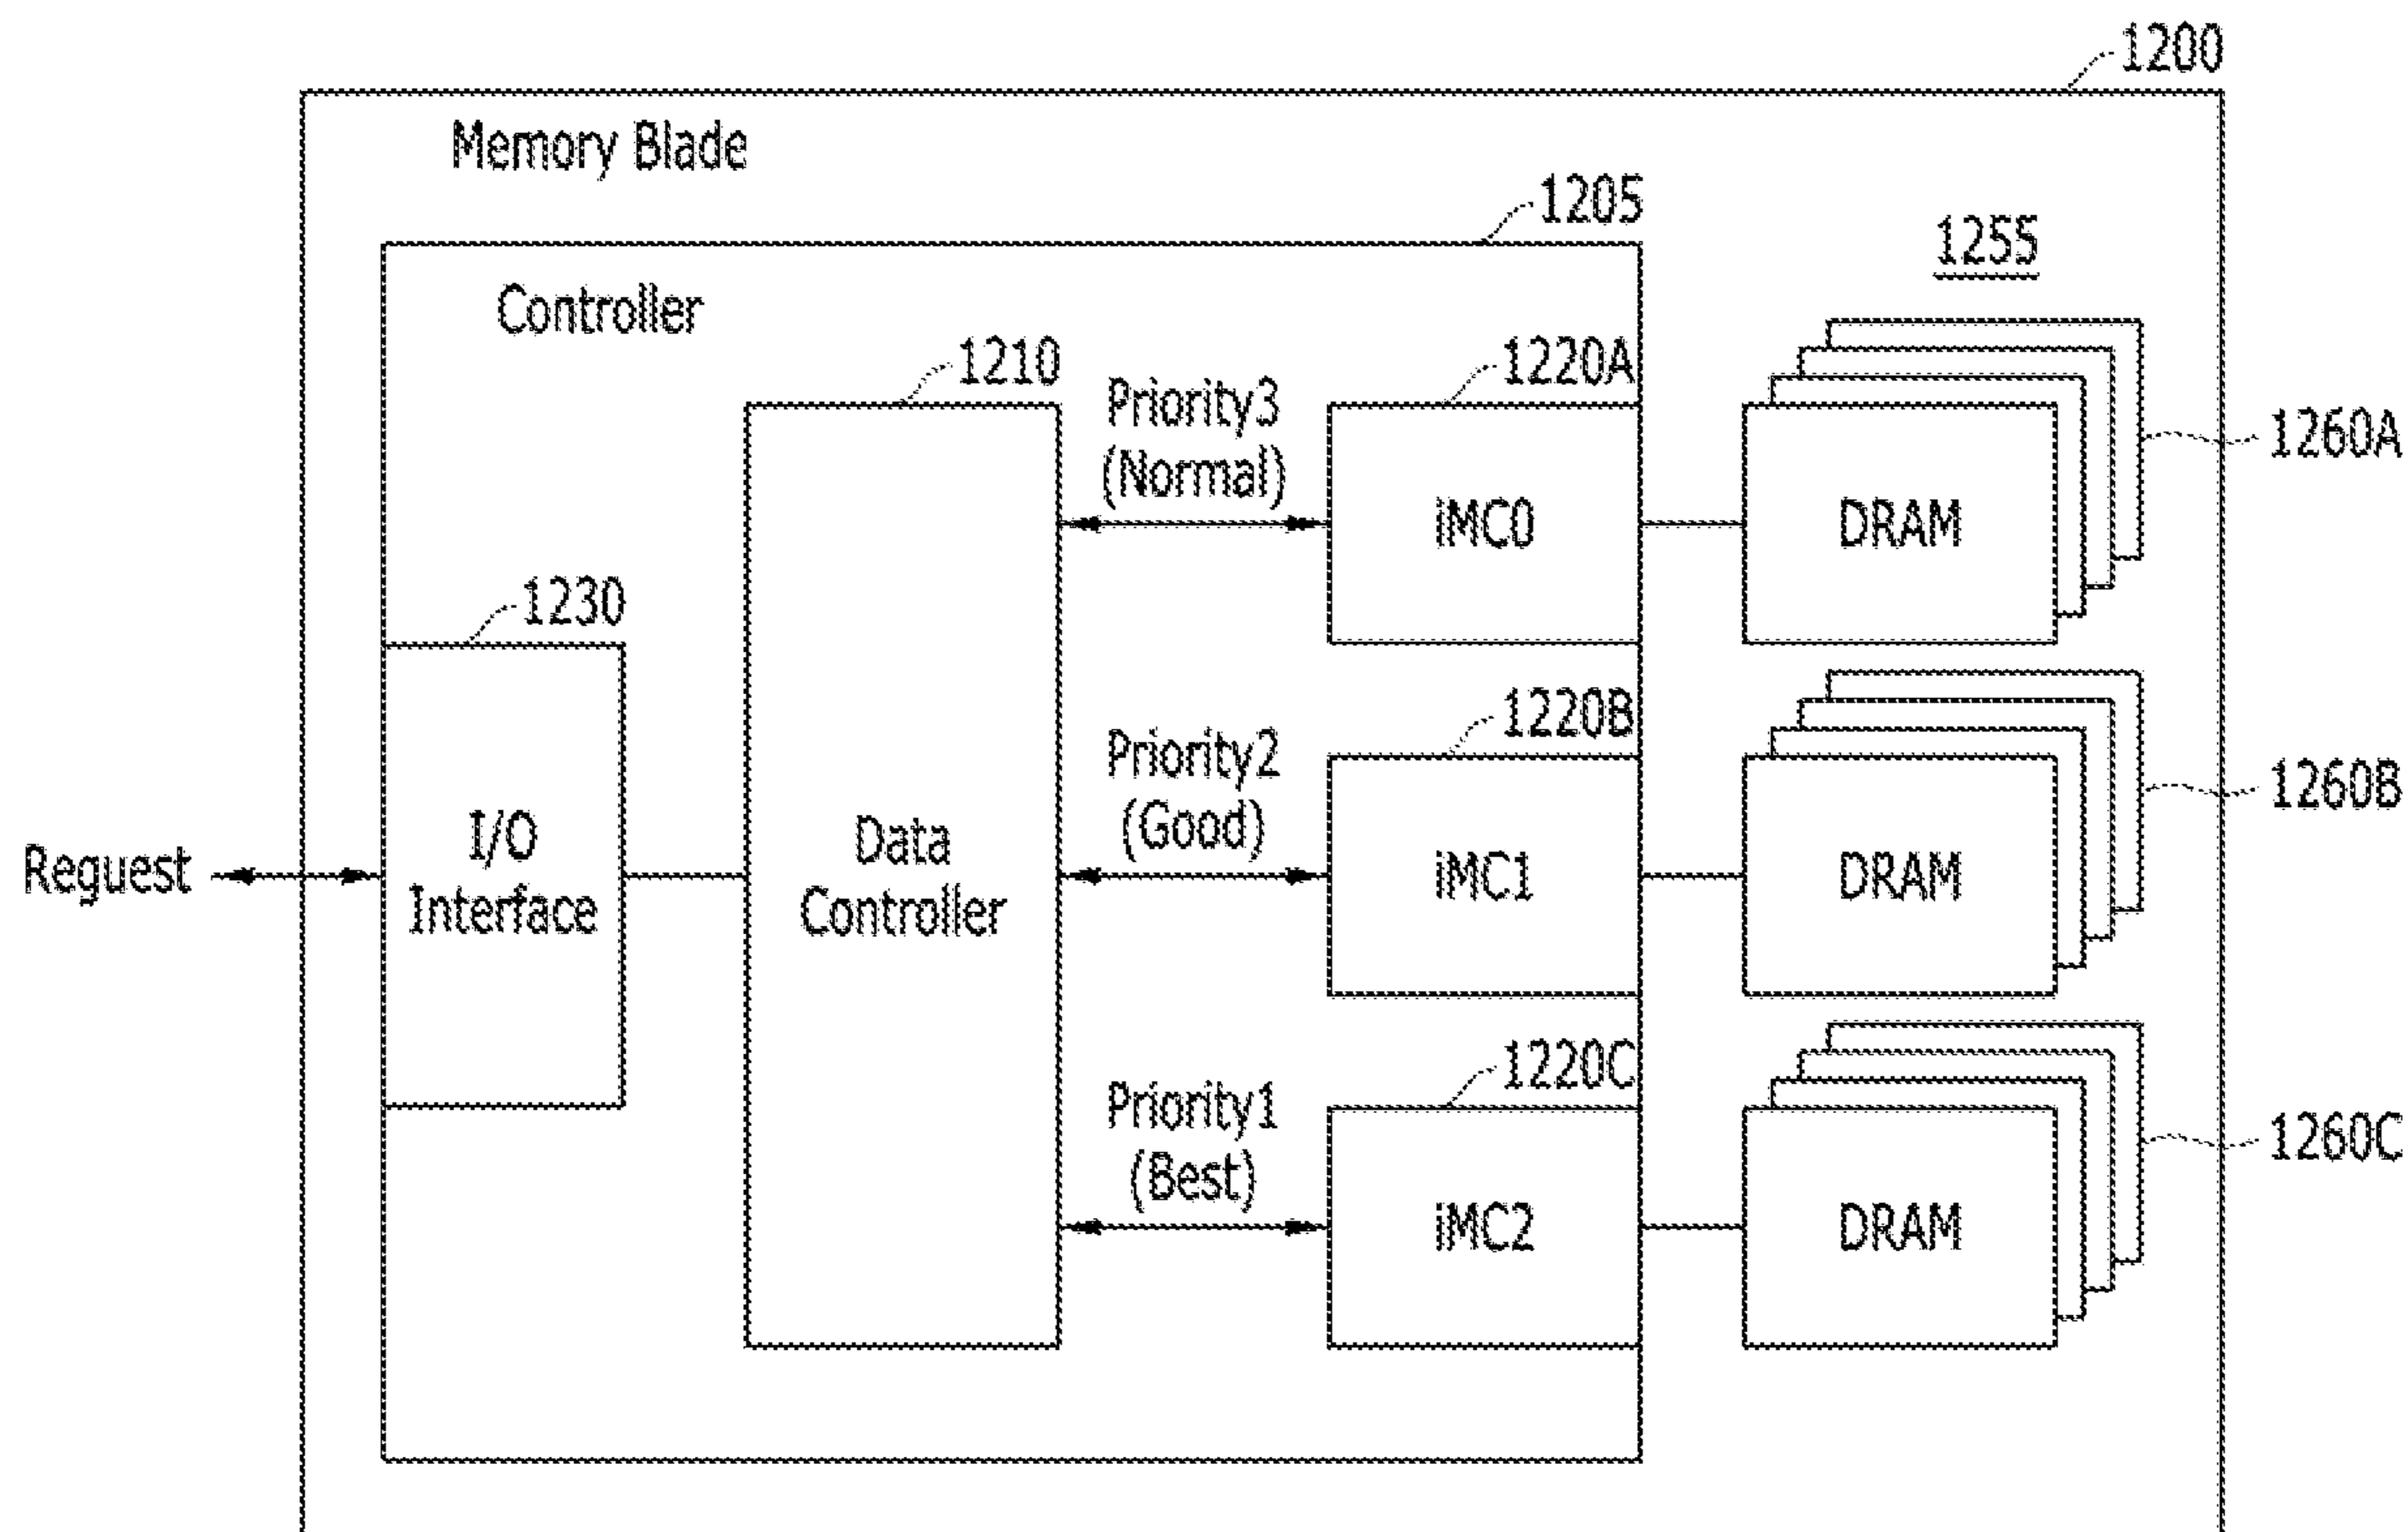 1200
Memory Blade
1205
1255
Controller
1210
Priority3
(Normal)
1220A
iMC0
DRAM
1260A
1230
I/O
Interface
Reguest
Data
Controller
Priority2
(Good)
1220B
iMC1
DRAM
1260B
Priority1
(Best)
1220C
iMC2
DRAM
1260C